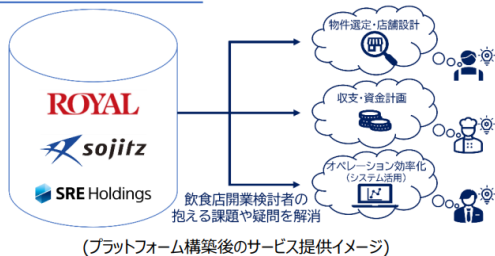 物件選定・店舗設計
収支・資金計画
オペレーション効率化
(システム活用)
ROYAL
sojitz
SRE Holdings
飲食店開業検討者の
抱える課題や疑問を解消
(プラットフォーム構築後のサービス提供イメージ)